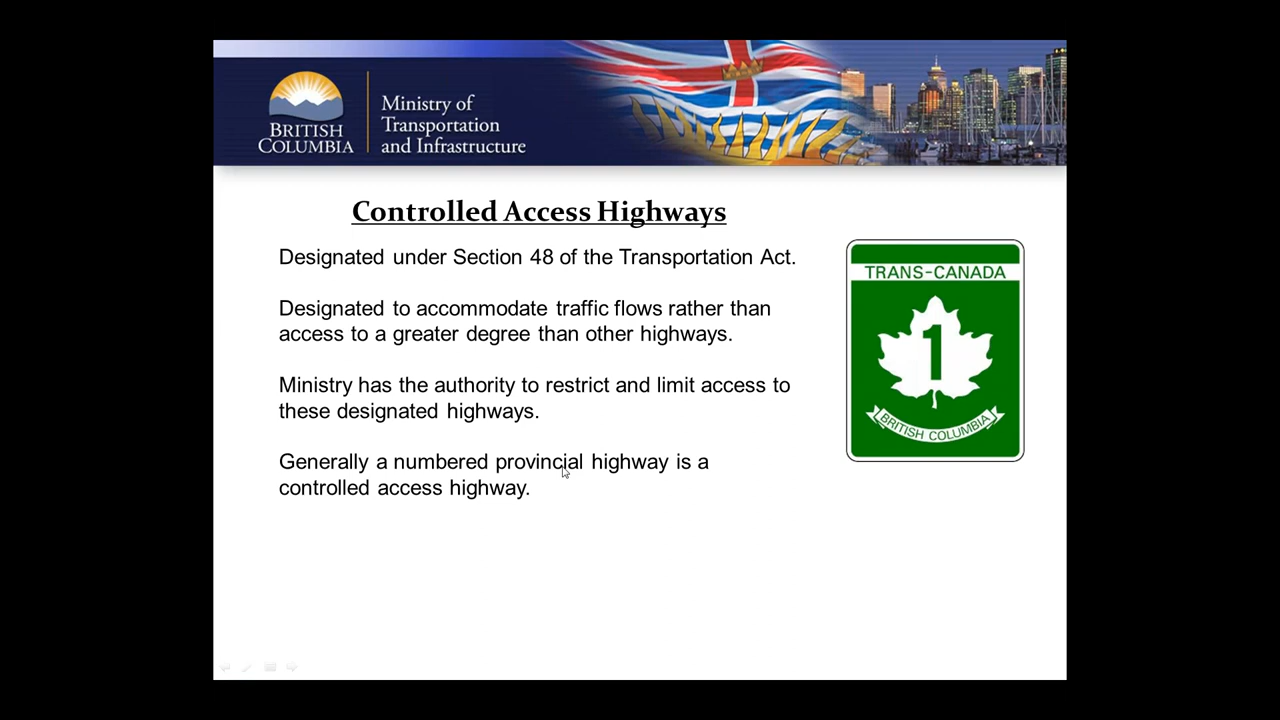 BRITISH
COLUMBIA
Ministry of
Transportation
and Infrastructure
Controlled Access Highways
Designated under Section 48 of the Transportation Act.
Designated to accommodate traffic flows rather than
access to a greater degree than other highways.
Ministry has the authority to restrict and limit access to
these designated highways.
Generally a numbered provincial highway is a
controlled access highway.
TRANS-CANADA
1
BRITISH COLUMBIA